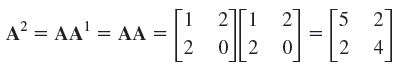 A² = AA¹ = AA = [1 2; 2 0] [1 2; 2 0] = [5 2; 2 4]